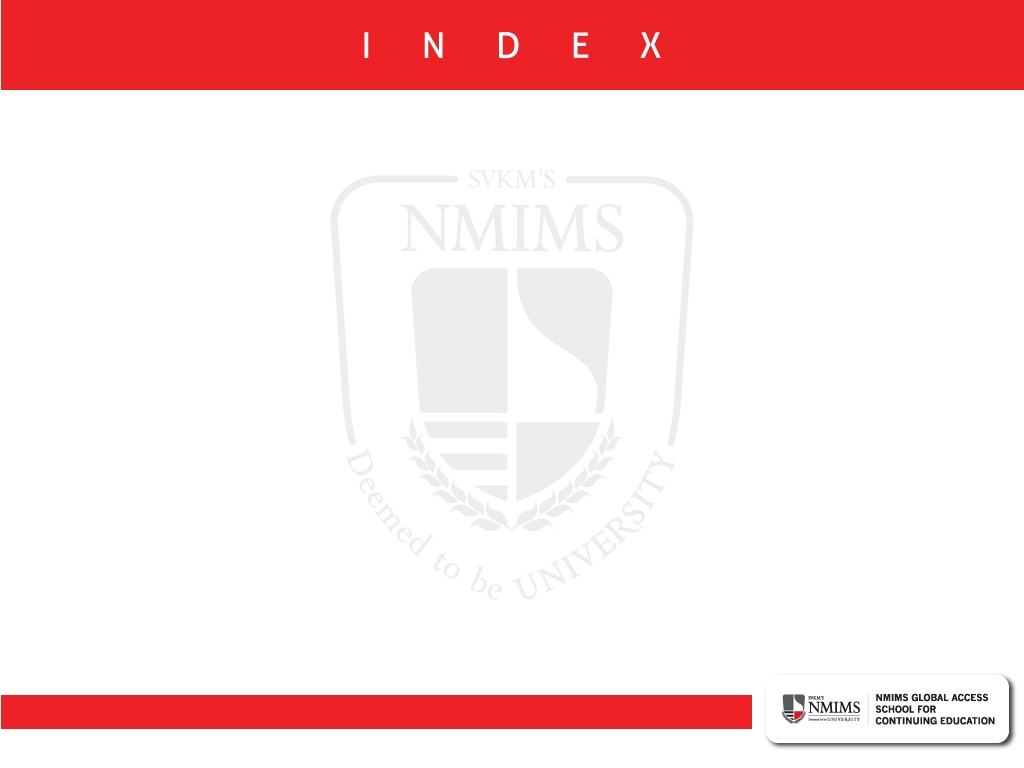 I N D E X
SVKM'S
NMIMS
Deemed to be UNIVERSITY
SVKM'S
NMIMS
Deemed to be UNIVERSITY
NMIMS GLOBAL ACCESS
SCHOOL FOR
CONTINUING EDUCATION